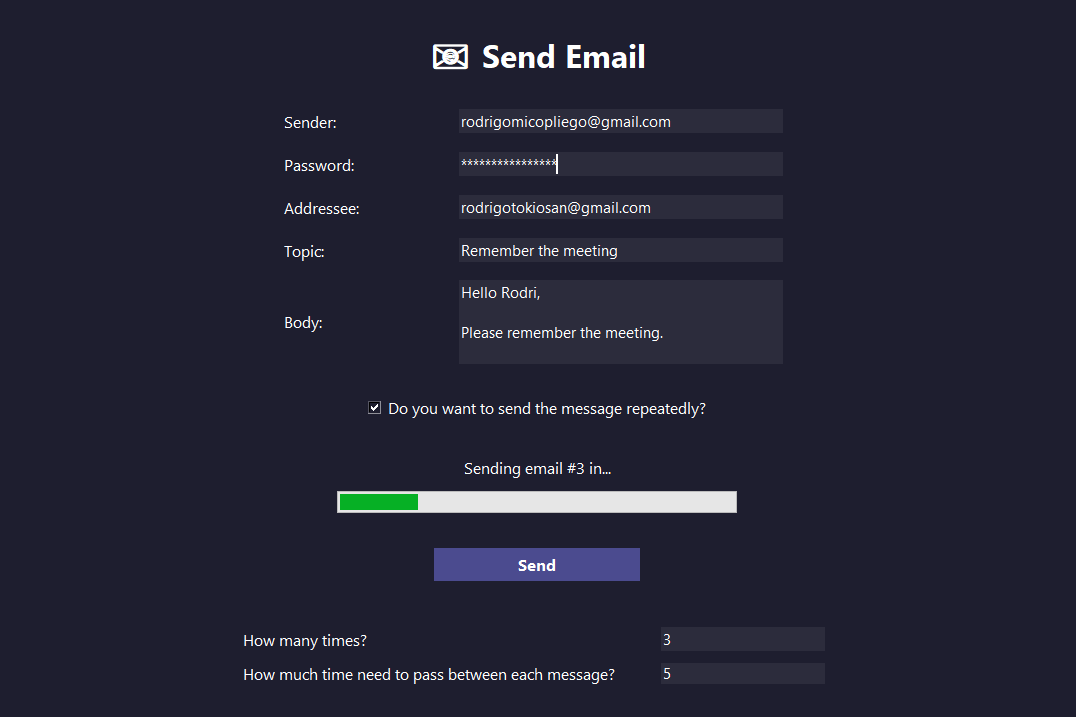 Send Email
Sender: rodrigomicopliego@gmail.com
Password: ****************
Addressee: rodrigotokiosan@gmail.com
Topic: Remember the meeting
Body: Hello Rodri,
Please remember the meeting.
Do you want to send the message repeatedly?
Sending email #3 in...
Send
How many times? 3
How much time need to pass between each message? 5